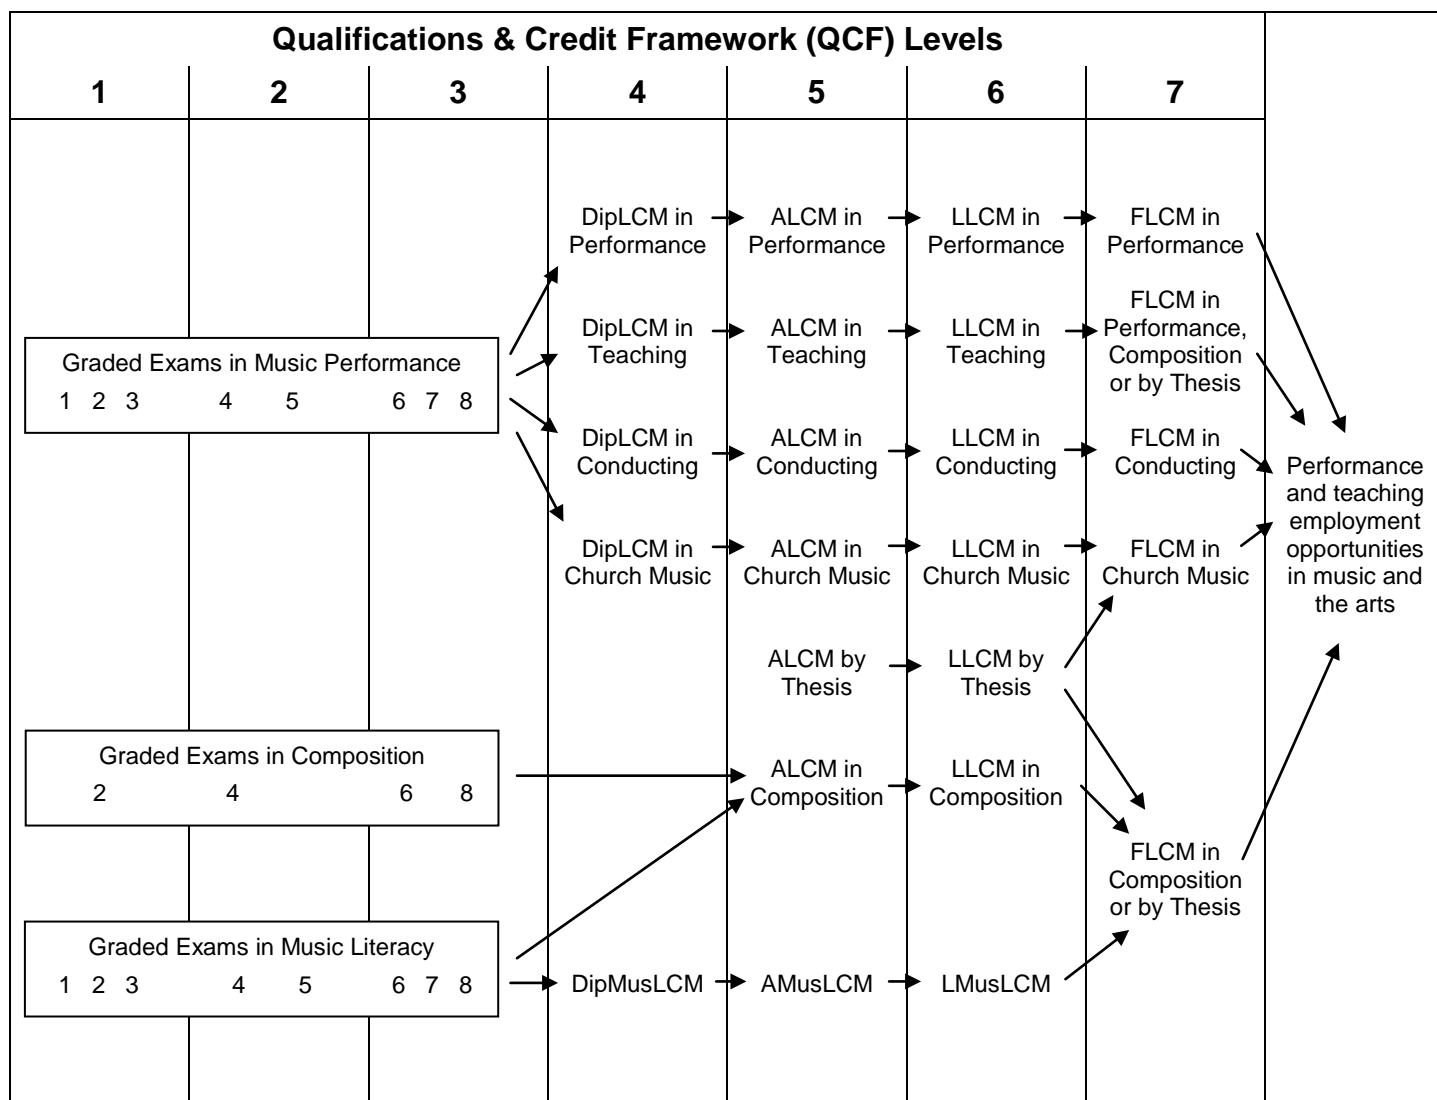 Qualifications & Credit Framework (QCF) Levels
1 2 3 4 5 6 7
DipLCM in
Performance
ALCM in
Performance
LLCM in
Performance
FLCM in
Performance
DipLCM in
Teaching
ALCM in
Teaching
LLCM in
Teaching
FLCM in
Performance,
Composition
or by Thesis
Graded Exams in Music Performance
1 2 3 4 5 6 7 8
DipLCM in
Conducting
ALCM in
Conducting
LLCM in
Conducting
FLCM in
Conducting
Performance
and teaching
employment
opportunities
in music and
the arts
DipLCM in
Church Music
ALCM in
Church Music
LLCM in
Church Music
FLCM in
Church Music
ALCM by
Thesis
LLCM by
Thesis
Graded Exams in Composition
2 4 6 8
ALCM in
Composition
LLCM in
Composition
FLCM in
Composition
or by Thesis
Graded Exams in Music Literacy
1 2 3 4 5 6 7 8
DipMusLCM
AMusLCM
LMusLCM